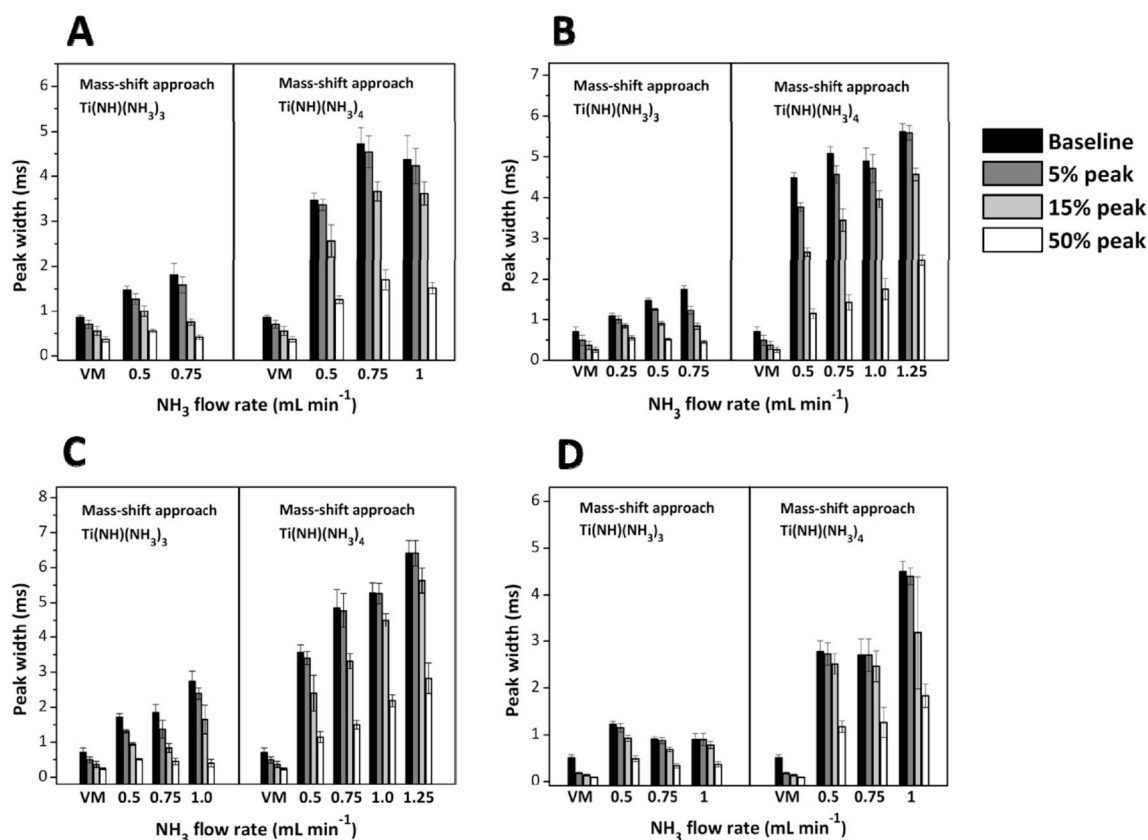 A
Mass-shift approach
Ti(NH)(NH₃)₃
Mass-shift approach
Ti(NH)(NH₃)₄
Peak width (ms)
6
5
4
3
2
1
0
VM 0.5 0.75 VM 0.5 0.75 1
NH₃ flow rate (mL min⁻¹)
B
Mass-shift approach
Ti(NH)(NH₃)₃
Mass-shift approach
Ti(NH)(NH₃)₄
Peak width (ms)
7
6
5
4
3
2
1
0
VM 0.25 0.5 0.75 VM 0.5 0.75 1.0 1.25
NH₃ flow rate (mL min⁻¹)
Baseline
5% peak
15% peak
50% peak
C
Mass-shift approach
Ti(NH)(NH₃)₃
Mass-shift approach
Ti(NH)(NH₃)₄
Peak width (ms)
8
7
6
5
4
3
2
1
0
VM 0.5 0.75 1.0 VM 0.5 0.75 1.0 1.25
NH₃ flow rate (mL min⁻¹)
D
Mass-shift approach
Ti(NH)(NH₃)₃
Mass-shift approach
Ti(NH)(NH₃)₄
Peak width (ms)
6
5
4
3
2
1
0
VM 0.5 0.75 1 VM 0.5 0.75 1
NH₃ flow rate (mL min⁻¹)